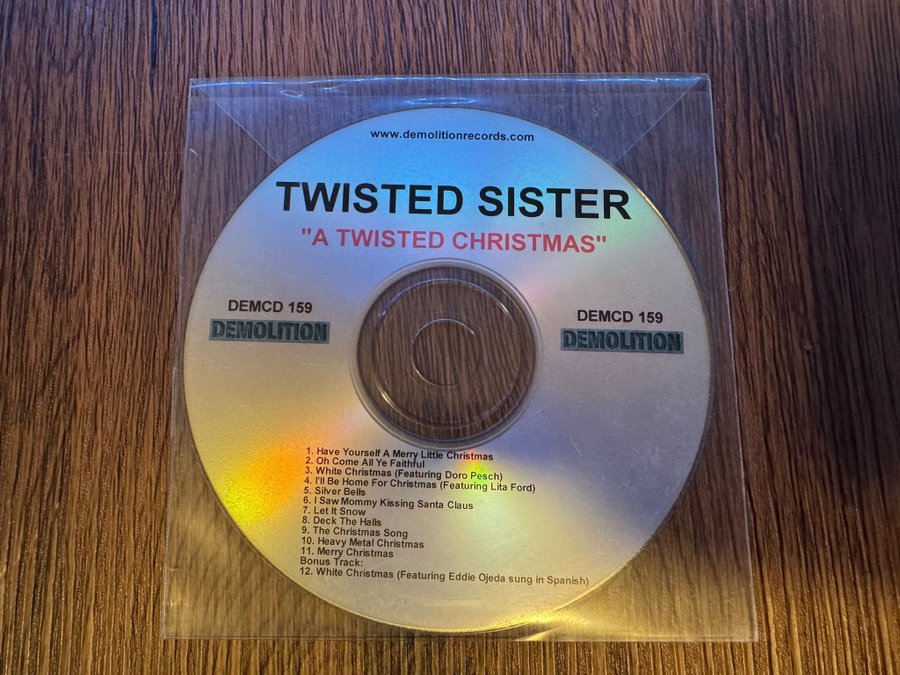 www.demolitionrecords.com
TWISTED SISTER
"A TWISTED CHRISTMAS"
DEMCD 159
DEMOLITION
DEMCD 159
DEMOLITION
1. Have Yourself A Merry Little Christmas
2. Oh Come All Ye Faithful
3. White Christmas (Featuring Doro Pesch)
4. I'll Be Home For Christmas (Featuring Lita Ford)
5. Silver Bells
6. I Saw Mommy Kissing Santa Claus
7. Let It Snow
8. Deck The Halls
9. The Christmas Song
10. Heavy Metal Christmas
11. Merry Christmas
Bonus Track:
12. White Christmas (Featuring Eddie Ojeda sung in Spanish)